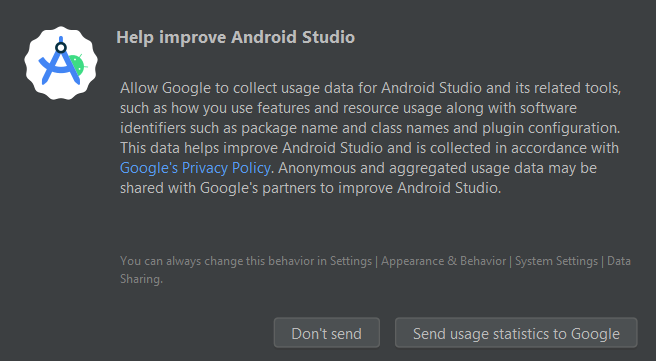 Help improve Android Studio
Allow Google to collect usage data for Android Studio and its related tools,
such as how you use features and resource usage along with software
identifiers such as package name and class names and plugin configuration.
This data helps improve Android Studio and is collected in accordance with
Google's Privacy Policy. Anonymous and aggregated usage data may be
shared with Google's partners to improve Android Studio.
You can always change this behavior in Settings | Appearance & Behavior | System Settings | Data
Sharing.
Don't send
Send usage statistics to Google